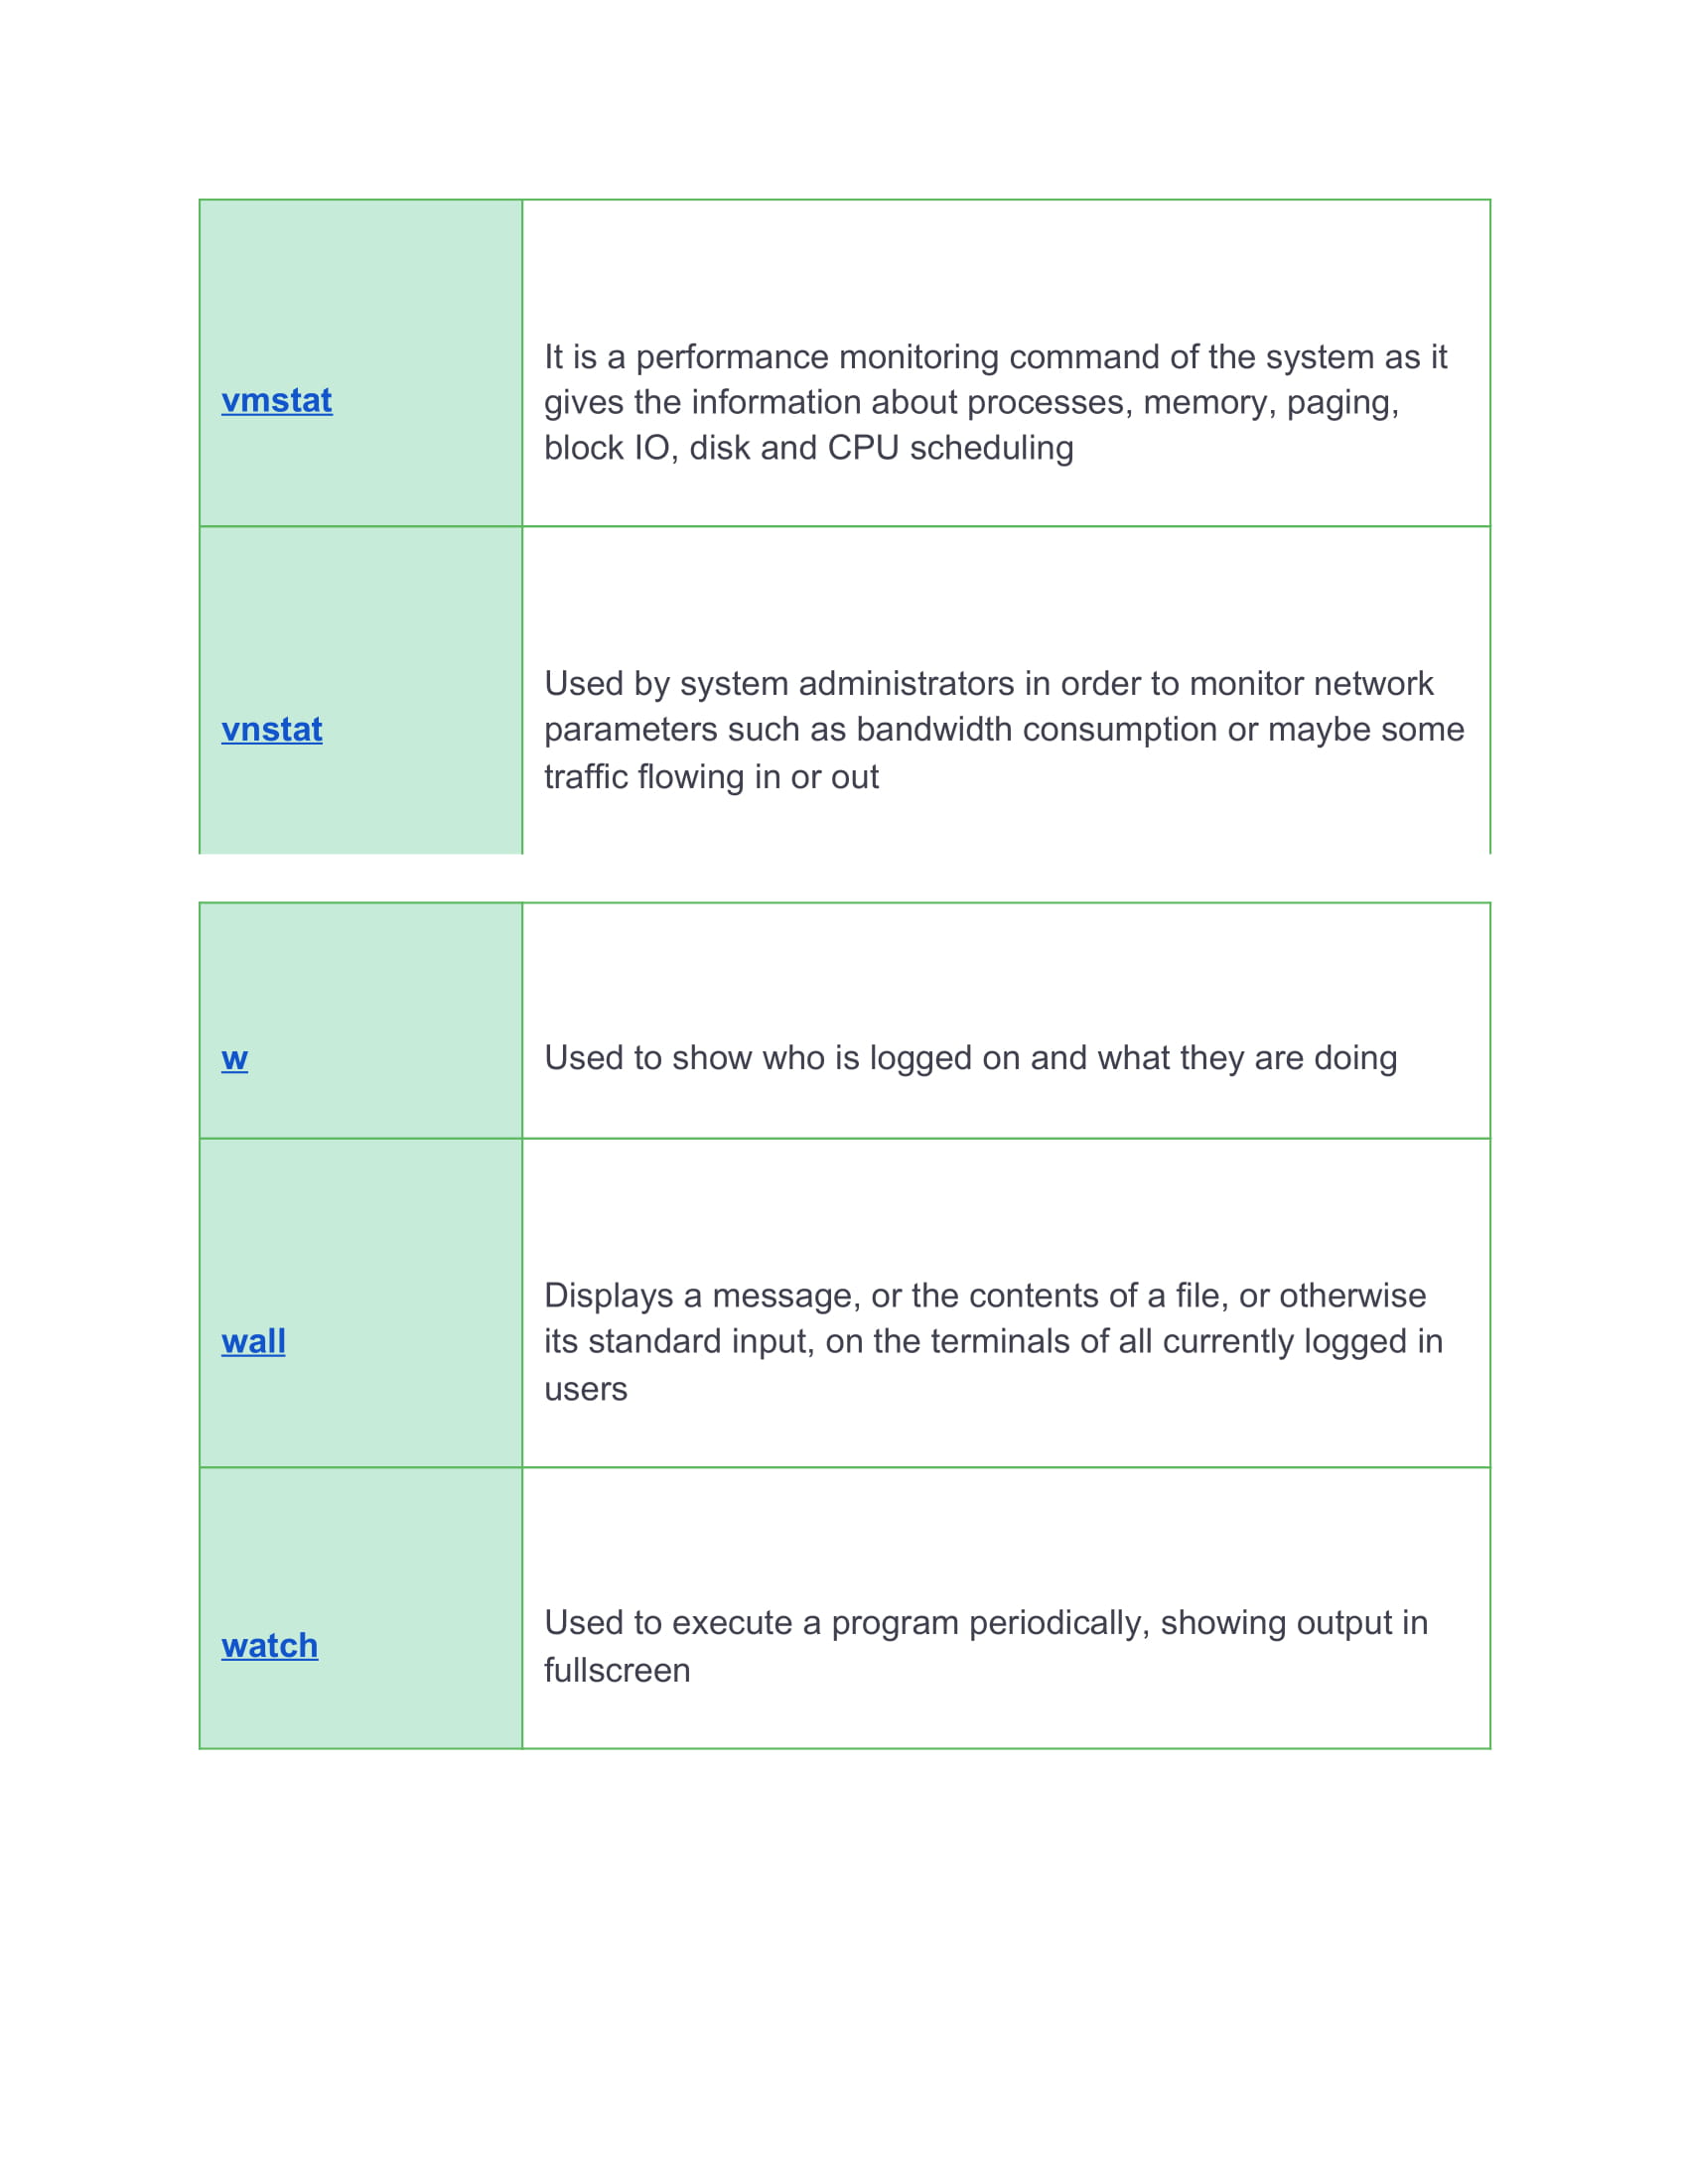 vmstat
It is a performance monitoring command of the system as it
gives the information about processes, memory, paging,
block IO, disk and CPU scheduling
vnstat
Used by system administrators in order to monitor network
parameters such as bandwidth consumption or maybe some
traffic flowing in or out
w
Used to show who is logged on and what they are doing
wall
Displays a message, or the contents of a file, or otherwise
its standard input, on the terminals of all currently logged in
users
watch
Used to execute a program periodically, showing output in
fullscreen